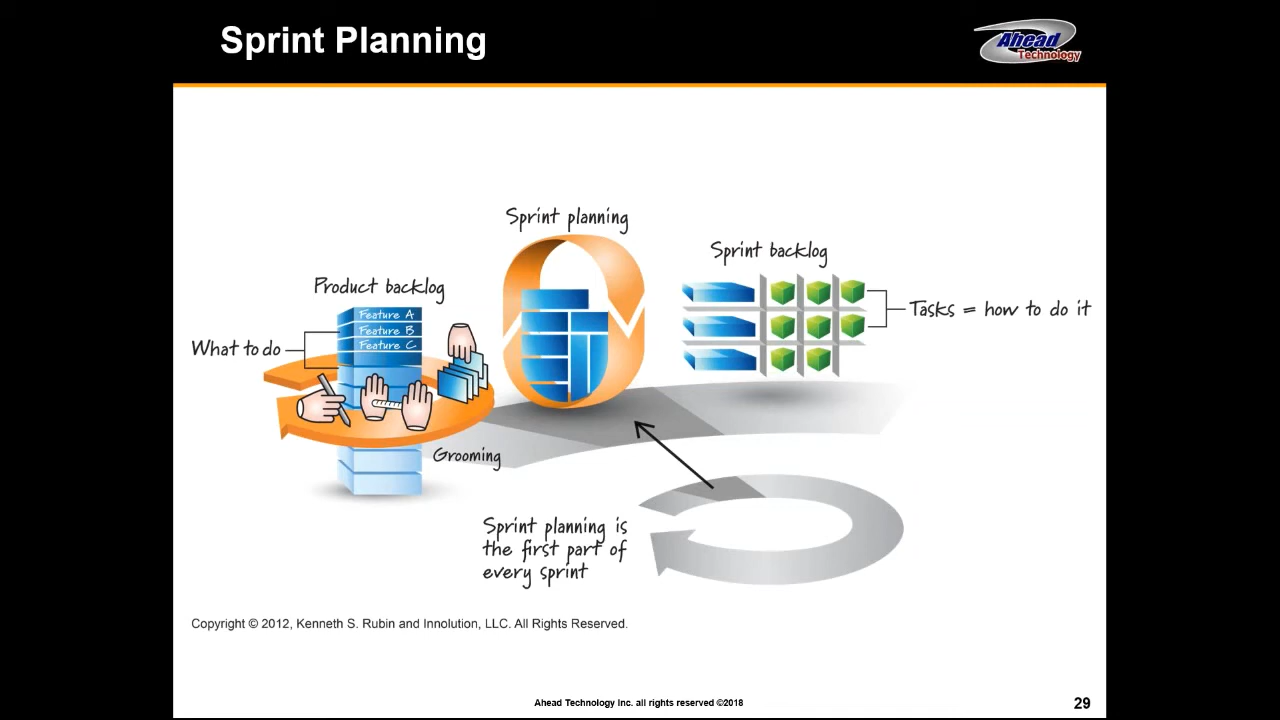 Sprint Planning
Ahead
Technology
Sprint planning
Sprint backlog
Product backlog
Feature A
Feature B
Feature C
What to do
Tasks = how to do it
Grooming
Sprint planning is
the first part of
every sprint
Copyright © 2012, Kenneth S. Rubin and Innolution, LLC. All Rights Reserved.
Ahead Technology Inc. all rights reserved ©2018
29